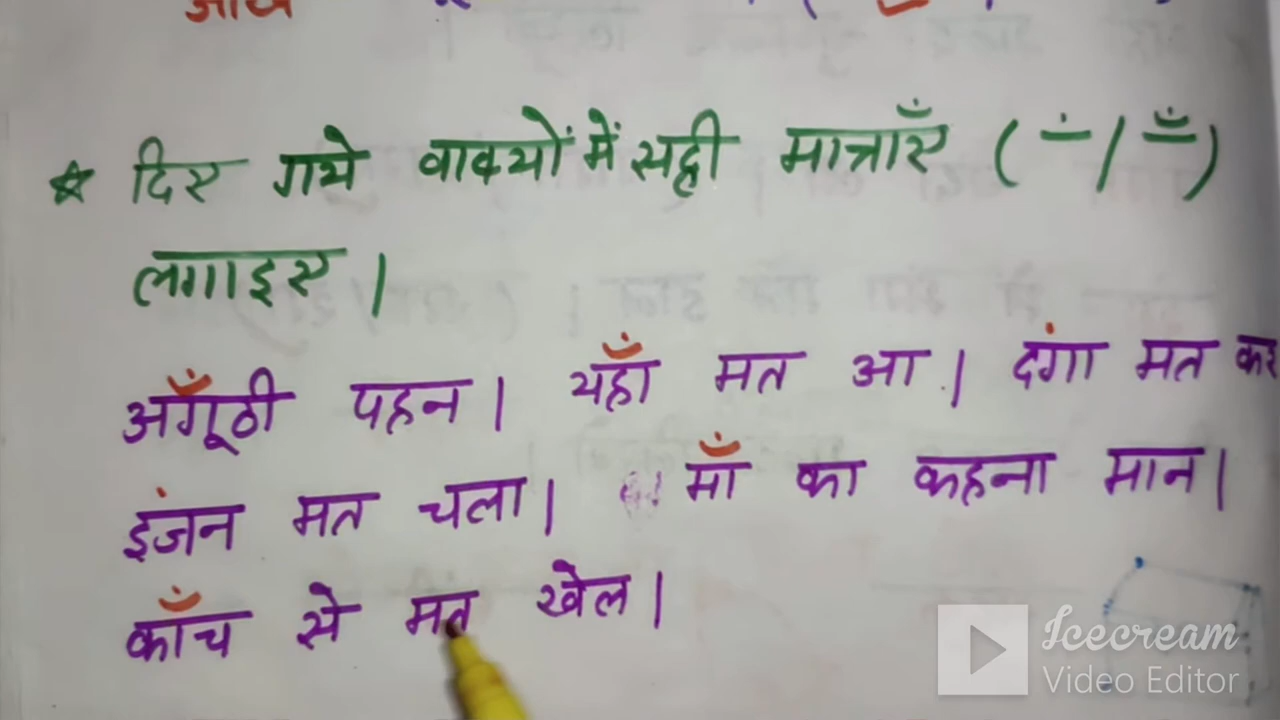 ★ दिए गये वाक्यों में सही मात्राएँ ( ं / ँ )
लगाइए ।
अँगूठी पहन । यहाँ मत आ । दंगा मत कर
इंजन मत चला । माँ का कहना मान ।
काँच से मत खेल ।
Icecream
Video Editor